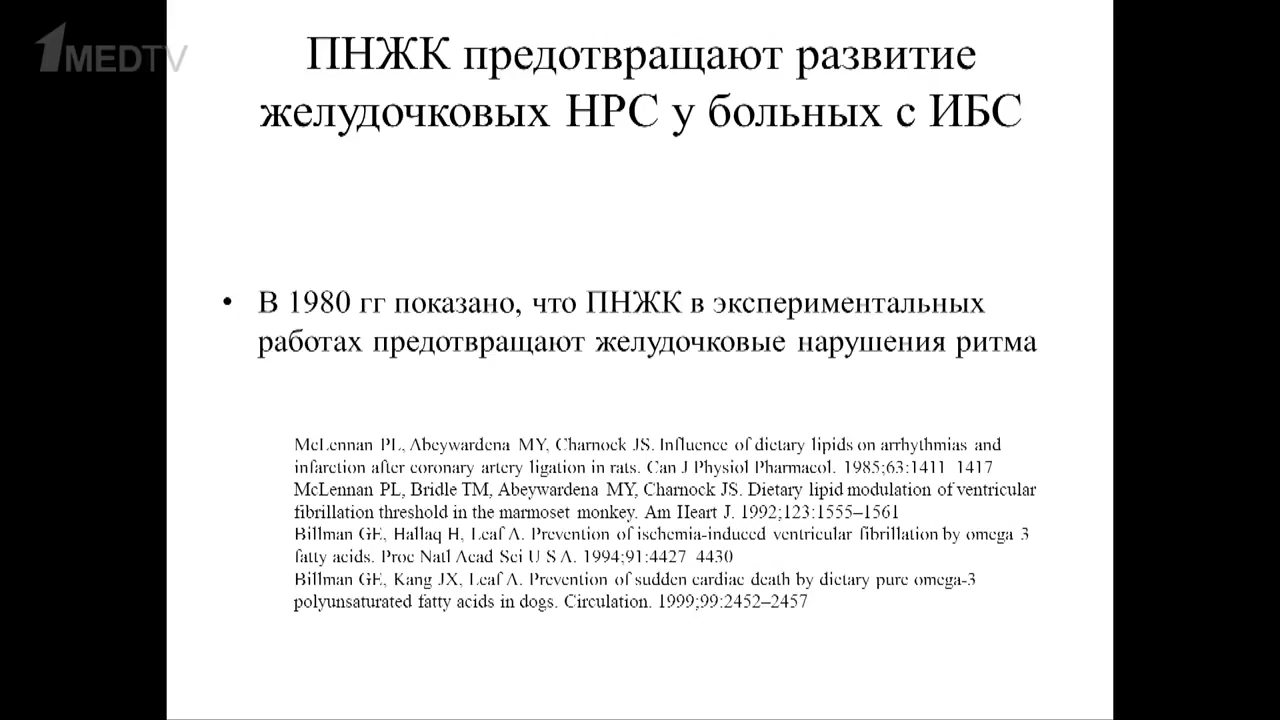 1MEDTV
ПНЖК предотвращают развитие
желудочковых НРС у больных с ИБС
• В 1980 гг показано, что ПНЖК в экспериментальных
работах предотвращают желудочковые нарушения ритма
McLennan PL, Abeywardena MY, Charnock JS. Influence of dietary lipids on arrhythmias and
infarction after coronary artery ligation in rats. Can J Physiol Pharmacol. 1985;63:1411–1417
McLennan PL, Bridle TM, Abeywardena MY, Charnock JS. Dietary lipid modulation of ventricular
fibrillation threshold in the marmoset monkey. Am Heart J. 1992;123:1555–1561
Billman GE, Hallaq H, Leaf A. Prevention of ischemia-induced ventricular fibrillation by omega 3
fatty acids. Proc Natl Acad Sci U S A. 1994;91:4427–4430
Billman GE, Kang JX, Leaf A. Prevention of sudden cardiac death by dietary pure omega-3
polyunsaturated fatty acids in dogs. Circulation. 1999;99:2452–2457